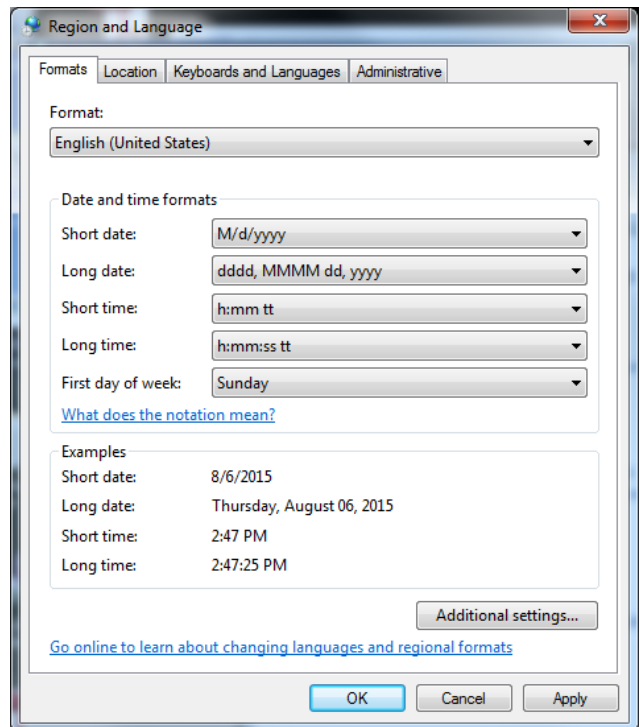 Region and Language
Formats Location Keyboards and Languages Administrative
Format:
English (United States)
Date and time formats
Short date: M/d/yyyy
Long date: dddd, MMMM dd, yyyy
Short time: h:mm tt
Long time: h:mm:ss tt
First day of week: Sunday
What does the notation mean?
Examples
Short date: 8/6/2015
Long date: Thursday, August 06, 2015
Short time: 2:47 PM
Long time: 2:47:25 PM
Additional settings...
Go online to learn about changing languages and regional formats
OK Cancel Apply